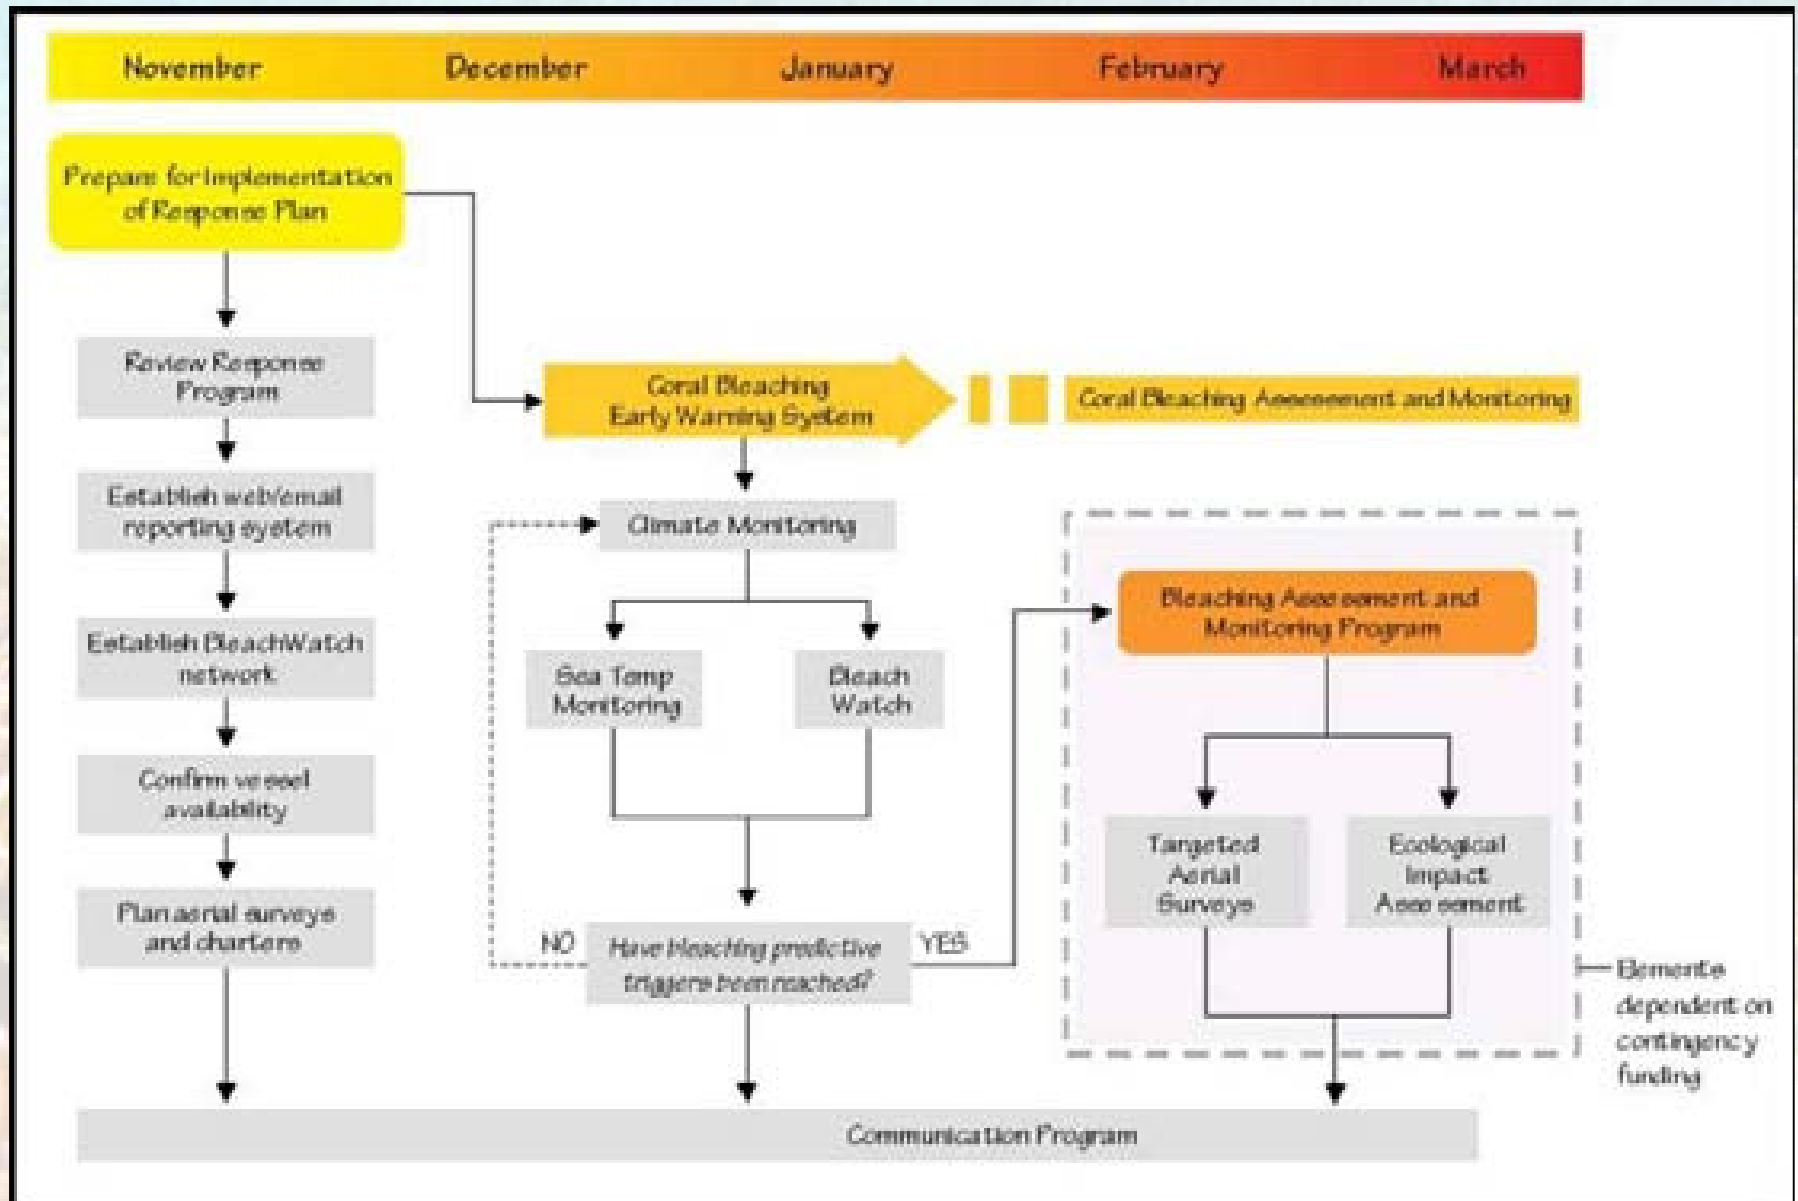 November December January February March
Prepare for Implementation
of Response Plan
Review Response
Program
Establish web/email
reporting system
Establish BleachWatch
network
Confirm vessel
availability
Plan aerial surveys
and charters
Coral Bleaching
Early Warning System
Coral Bleaching Assessment and Monitoring
Climate Monitoring
Sea Temp
Monitoring
Bleach
Watch
NO
Have bleaching predictive
triggers been reached?
YES
Bleaching Assessment and
Monitoring Program
Targeted
Aerial
Surveys
Ecological
Impact
Assessment
Elements
dependent on
contingency
funding
Communication Program